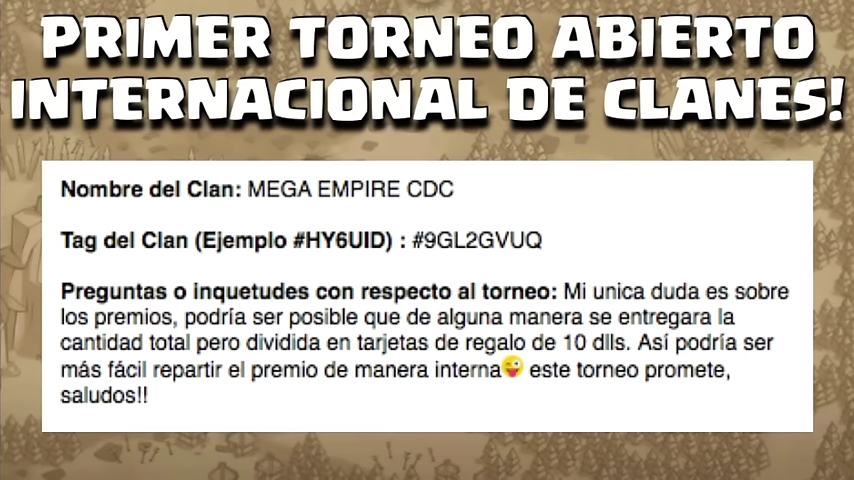 PRIMER TORNEO ABIERTO
INTERNACIONAL DE CLANES!
Nombre del Clan: MEGA EMPIRE CDC
Tag del Clan (Ejemplo #HY6UID) : #9GL2GVUQ
Preguntas o inquetudes con respecto al torneo: Mi unica duda es sobre
los premios, podría ser posible que de alguna manera se entregara la
cantidad total pero dividida en tarjetas de regalo de 10 dlls. Así podría ser
más fácil repartir el premio de manera interna😜 este torneo promete,
saludos!!